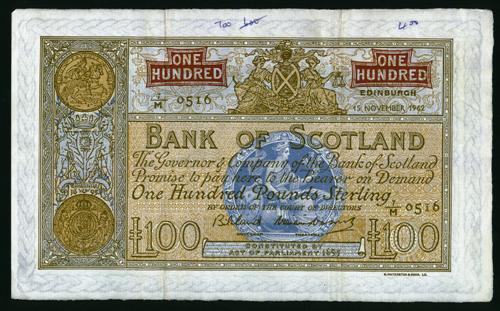 700
400
ONE HUNDRED
ONE HUNDRED
EDINBURGH
1/M 0516
15 NOVEMBER, 1962
BANK OF SCOTLAND
The Governor & Company of the Bank of Scotland
Promise to pay here to the Bearer on Demand
One Hundred Pounds Sterling
BY ORDER OF THE COURT OF DIRECTORS
1/M 0516
£100
£100
CONSTITUTED BY
ACT OF PARLIAMENT 1695